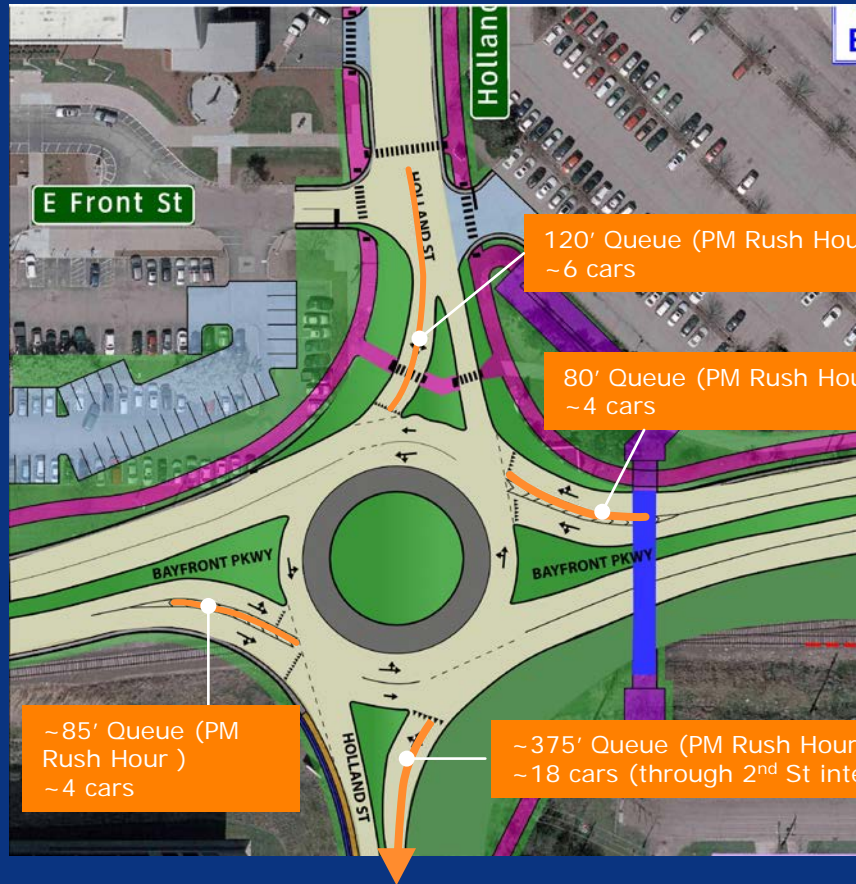 Holland
E
E Front St
HOLLAND ST
120' Queue (PM Rush Hou
~6 cars
80' Queue (PM Rush Hou
~4 cars
BAYFRONT PKWY
BAYFRONT PKWY
~85' Queue (PM
Rush Hour )
~4 cars
~375' Queue (PM Rush Hour
~18 cars (through 2nd St inte
HOLLAND ST